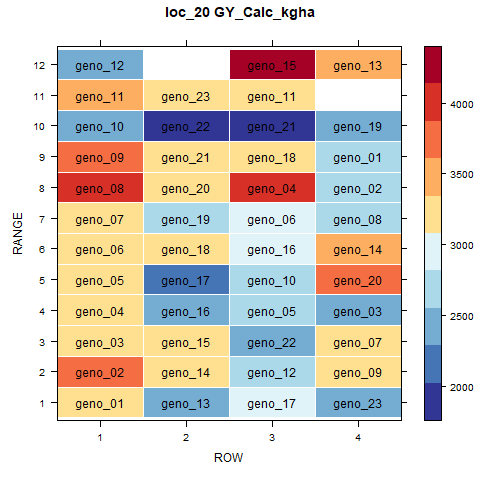 loc_20 GY_Calc_kgha
12 geno_12 geno_15 geno_13
11 geno_11 geno_23 geno_11
10 geno_10 geno_22 geno_21 geno_19
9 geno_09 geno_21 geno_18 geno_01
8 geno_08 geno_20 geno_04 geno_02
7 geno_07 geno_19 geno_06 geno_08
6 geno_06 geno_18 geno_16 geno_14
5 geno_05 geno_17 geno_10 geno_20
4 geno_04 geno_16 geno_05 geno_03
3 geno_03 geno_15 geno_22 geno_07
2 geno_02 geno_14 geno_12 geno_09
1 geno_01 geno_13 geno_17 geno_23
1 2 3 4
ROW
RANGE
4000
3500
3000
2500
2000